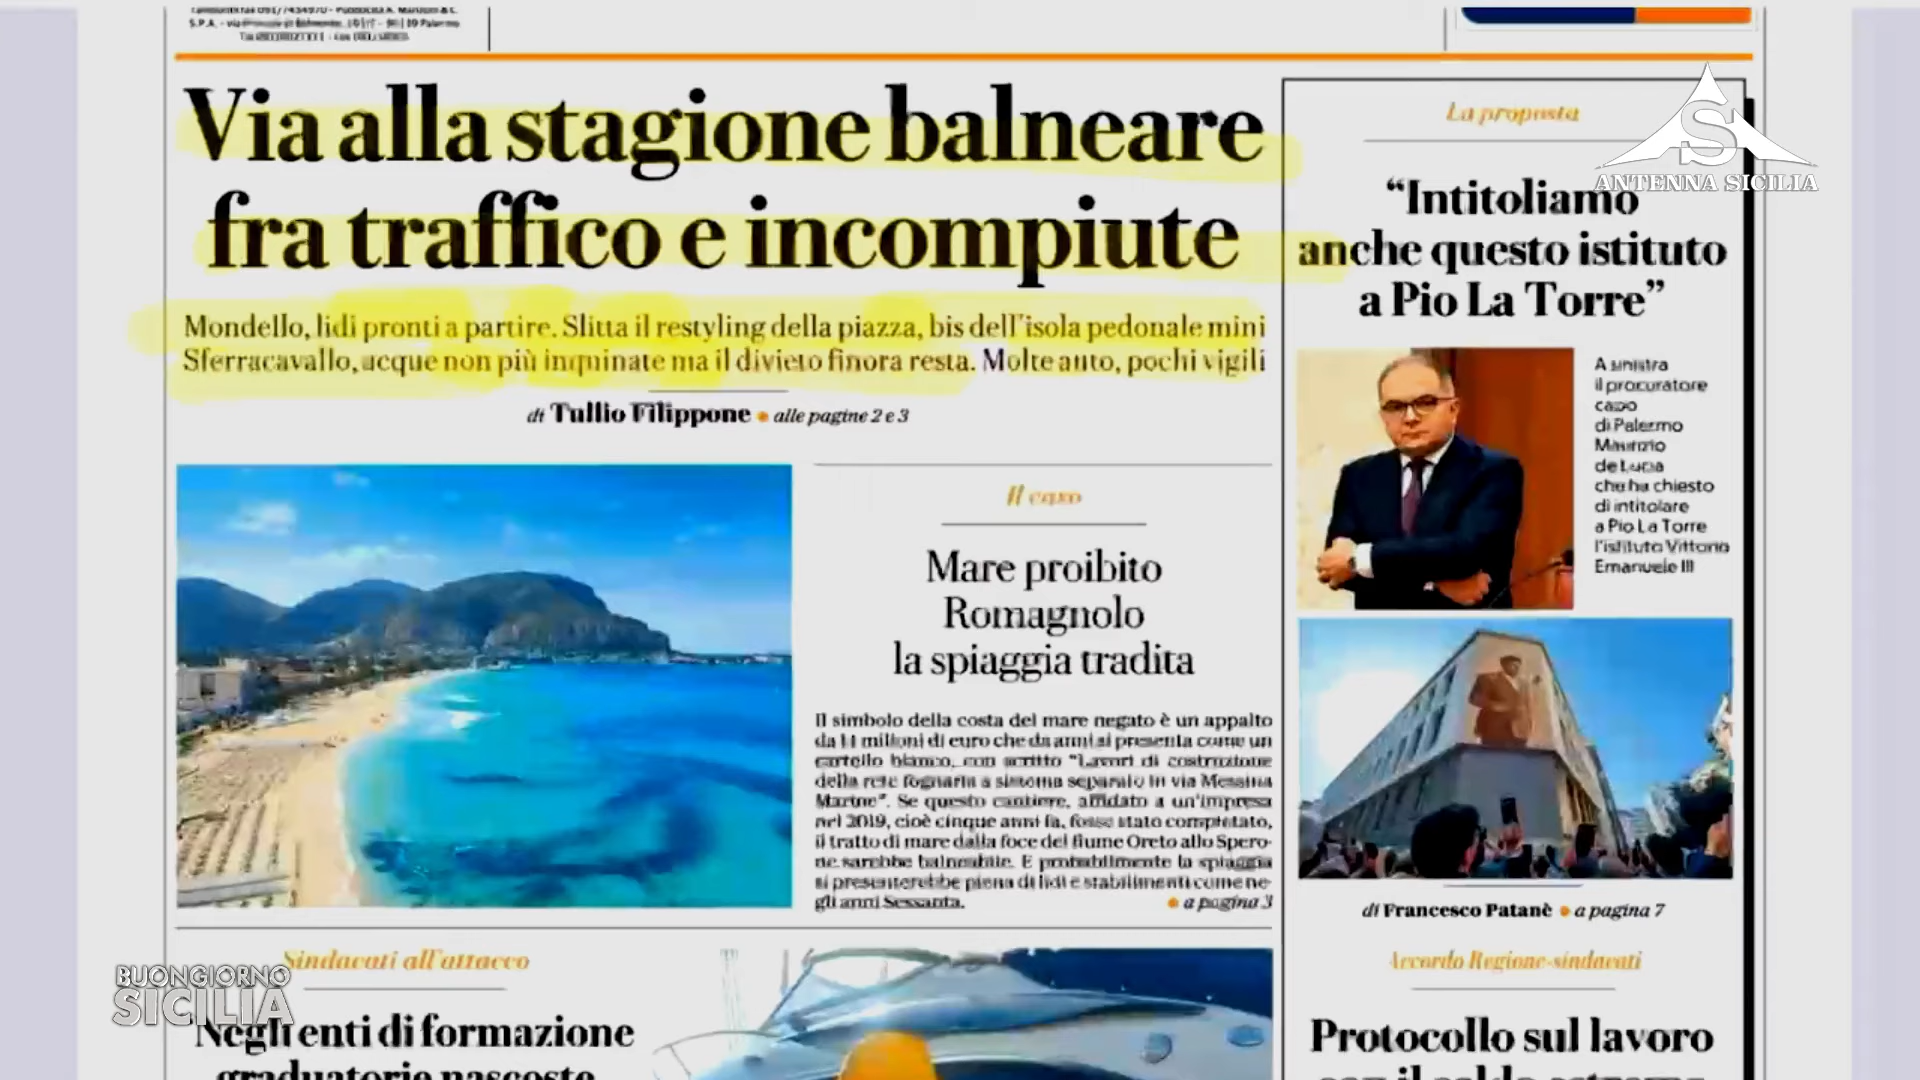 Via alla stagione balneare
fra traffico e incompiute
Mondello, lidi pronti a partire. Slitta il restyling della piazza, bis dell'isola pedonale mini
Sferracavallo, acque non più inquinate ma il divieto finora resta. Molte auto, pochi vigili
di Tullio Filippone • alle pagine 2 e 3
Il caso
Mare proibito
Romagnolo
la spiaggia tradita
Il simbolo della costa del mare negato è un appalto
da 14 milioni di euro che da anni si presenta come un
cartello bianco, con scritto "Lavori di costruzione
della rete fognaria a sistema separato in via Messina
Marine". Se questo cantiere, affidato a un'impresa
nel 2019, cioè cinque anni fa, fosse stato completato,
il tratto di mare dalla foce del fiume Oreto allo Spero-
ne sarebbe balneabile. E probabilmente la spiaggia
si presenterebbe piena di lidi e stabilimenti come ne-
gli anni Sessanta.
• a pagina 3
La proposta
"Intitoliamo
anche questo istituto
a Pio La Torre"
A sinistra
il procuratore
capo
di Palermo
Maurizio
de Lucia
che ha chiesto
di intitolare
a Pio La Torre
l'istituto Vittorio
Emanuele III
di Francesco Patanè • a pagina 7
Accordo Regione-sindacati
Protocollo sul lavoro
con il caldo estremo
Sindacati all'attacco
Negli enti di formazione
graduatorie nascoste
S
ANTENNA SICILIA
BUONGIORNO
SICILIA